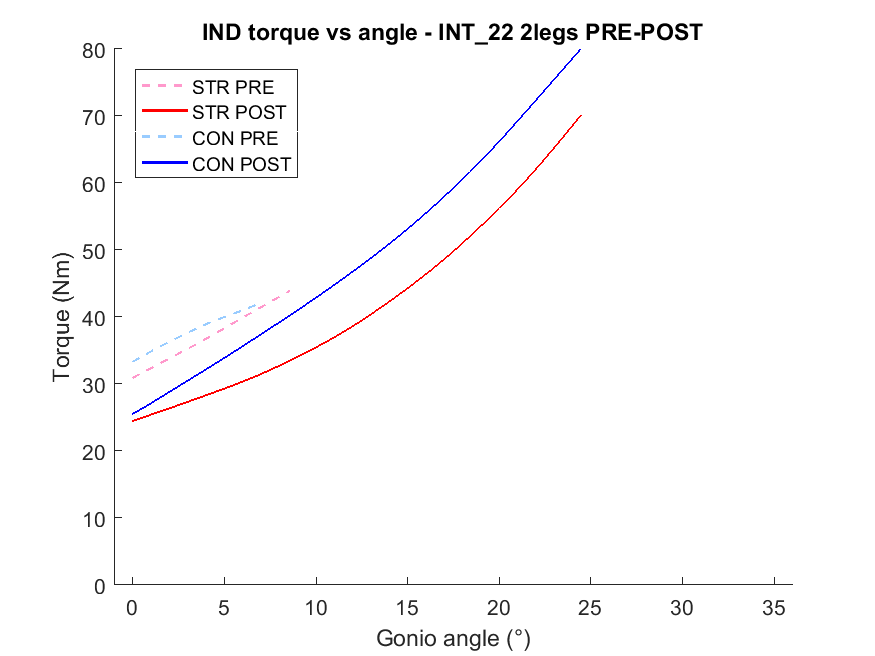 IND torque vs angle - INT_22 2legs PRE-POST
STR PRE
STR POST
CON PRE
CON POST
Torque (Nm)
80
70
60
50
40
30
20
10
0
0 5 10 15 20 25 30 35
Gonio angle (°)